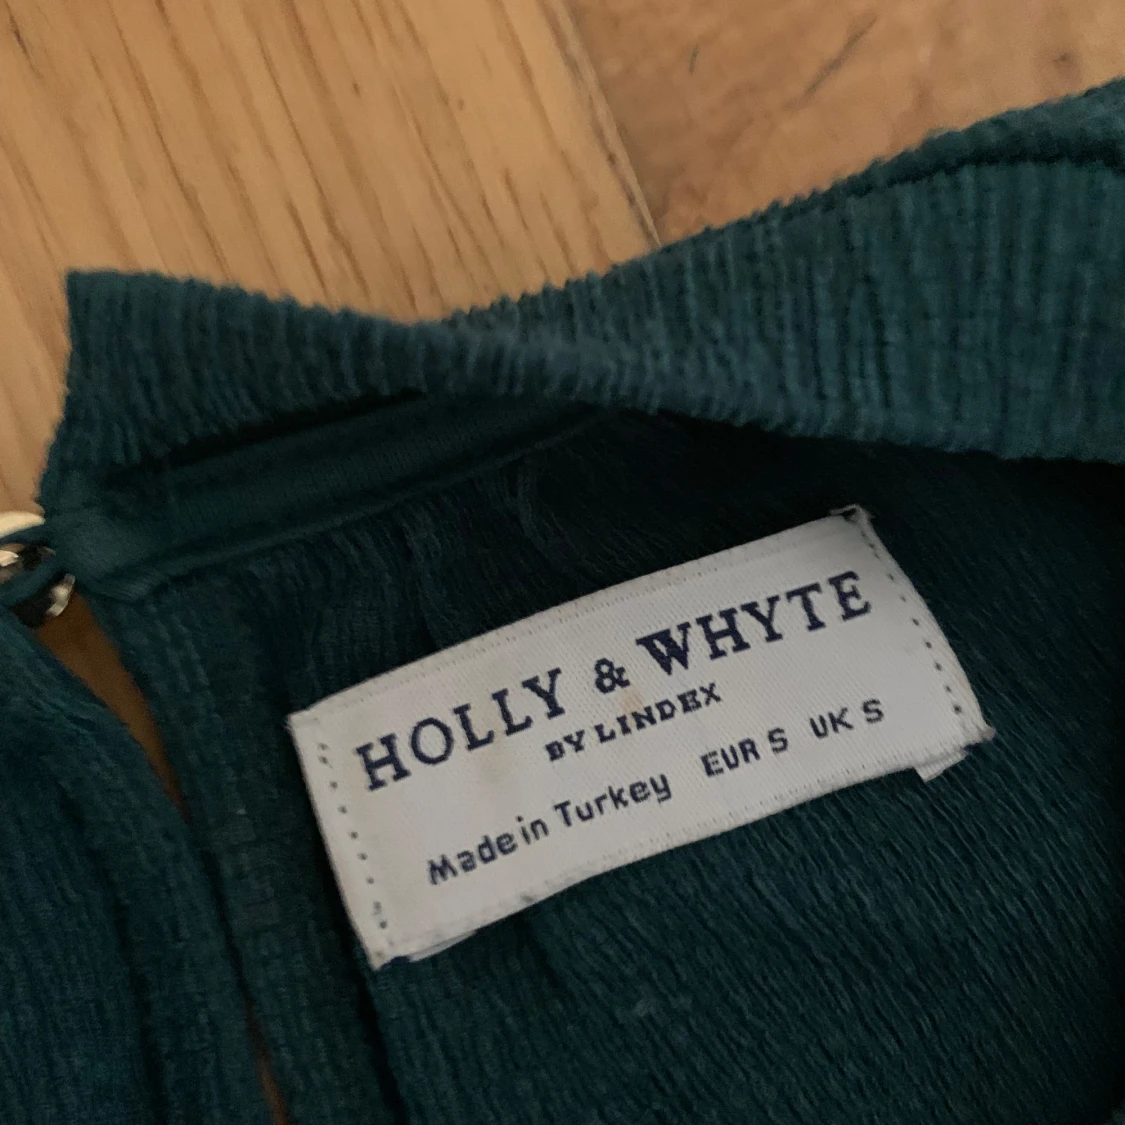 HOLLY & WHYTE
BY LINDEX
Made in Turkey EUR S UK S